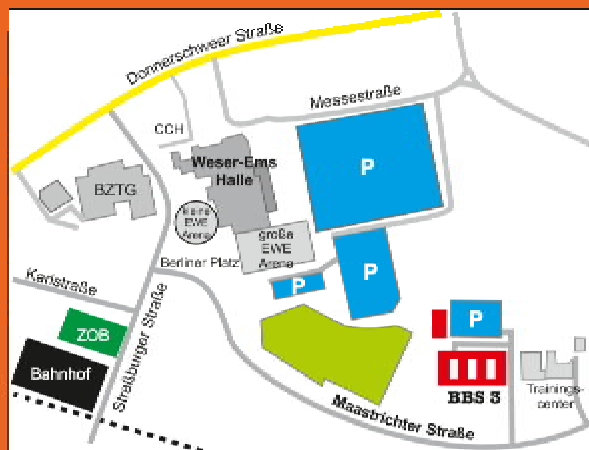 Donnerschweer Straße
Messestraße
CCH
Weser-Ems
Halle
P
BZTG
kleine
EWE
Arena
große
EWE
Arena
Berliner Platz
P
P
Karlstraße
ZOB
Straßburger Straße
Bahnhof
P
BBS 3
Trainings-
center
Maastrichter Straße